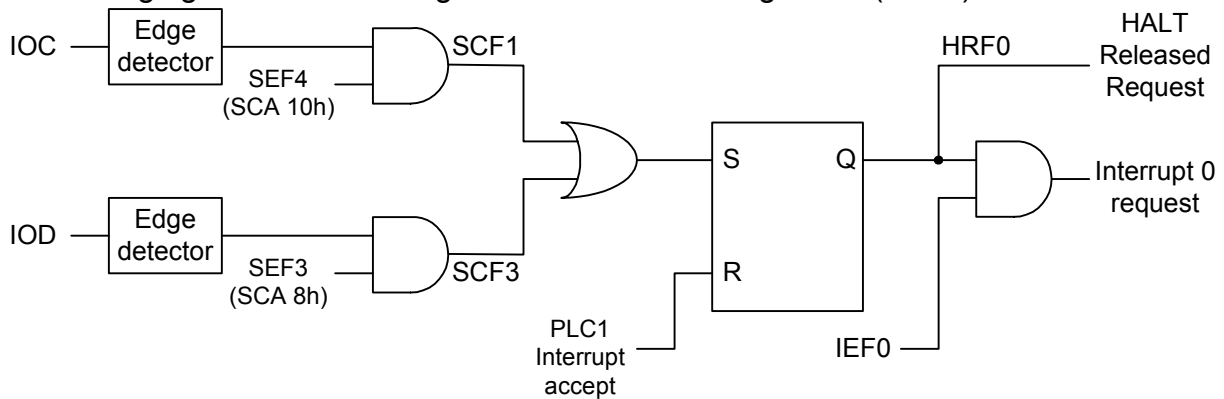 IOC
Edge
detector
SEF4
(SCA 10h)
SCF1
IOD
Edge
detector
SEF3
(SCA 8h)
SCF3
S
Q
R
PLC1
Interrupt
accept
HRF0
HALT
Released
Request
IEF0
Interrupt 0
request